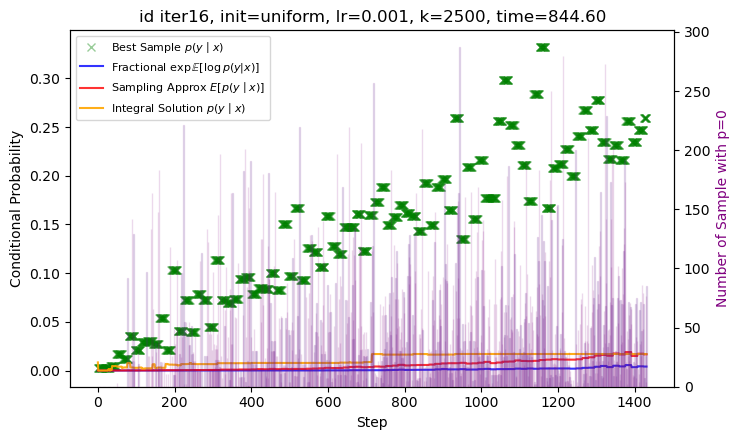 id iter16, init=uniform, lr=0.001, k=2500, time=844.60
Best Sample p(y | x)
Fractional exp𝔼[log p(y|x)]
Sampling Approx E[p(y | x)]
Integral Solution p(y | x)
Conditional Probability
0.30
0.25
0.20
0.15
0.10
0.05
0.00
300
250
200
150
100
50
0
Number of Sample with p=0
0 200 400 600 800 1000 1200 1400
Step